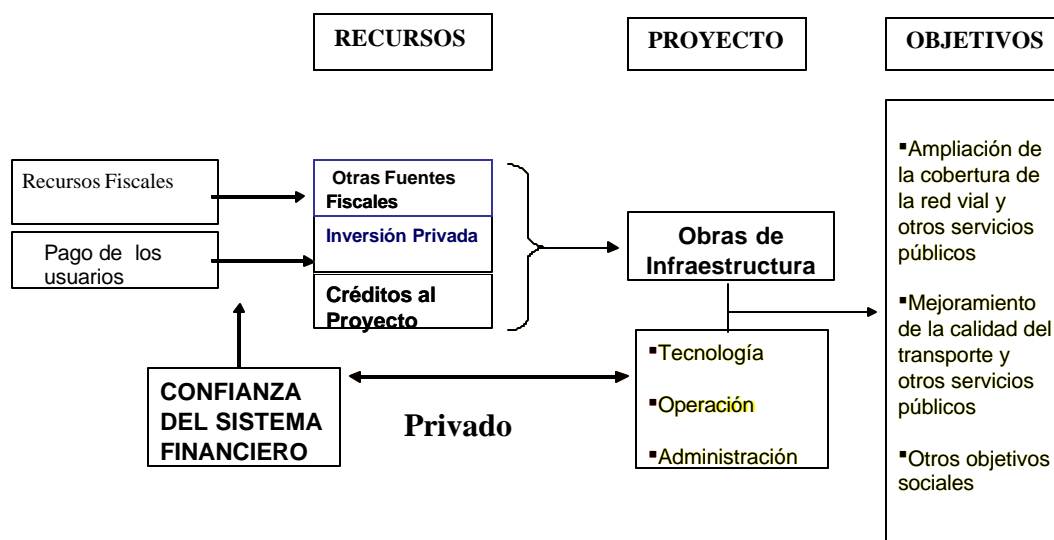 RECURSOS
PROYECTO
OBJETIVOS
Recursos Fiscales
Pago de los
usuarios
Otras Fuentes
Fiscales
Inversión Privada
Créditos al
Proyecto
CONFIANZA
DEL SISTEMA
FINANCIERO
Privado
Obras de
Infraestructura
▪Tecnología
▪Operación
▪Administración
▪Ampliación de
la cobertura de
la red vial y
otros servicios
públicos
▪Mejoramiento
de la calidad del
transporte y
otros servicios
públicos
▪Otros objetivos
sociales